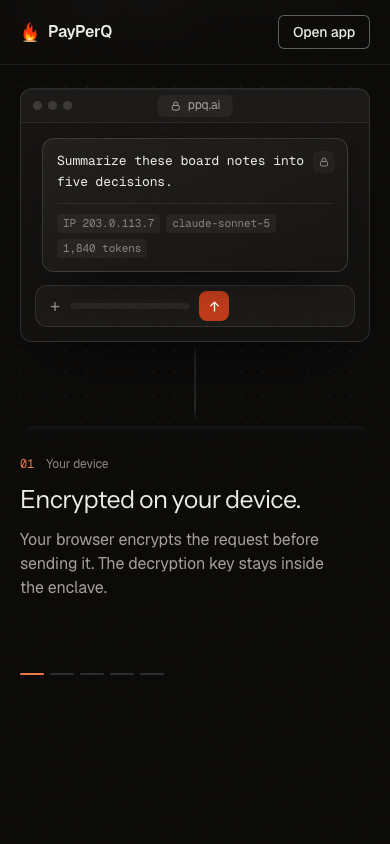 🔥 PayPerQ
Open app
ppq.ai
Summarize these board notes into
five decisions.
IP 203.0.113.7 claude-sonnet-5
1,840 tokens
+
01 Your device
Encrypted on your device.
Your browser encrypts the request before
sending it. The decryption key stays inside
the enclave.